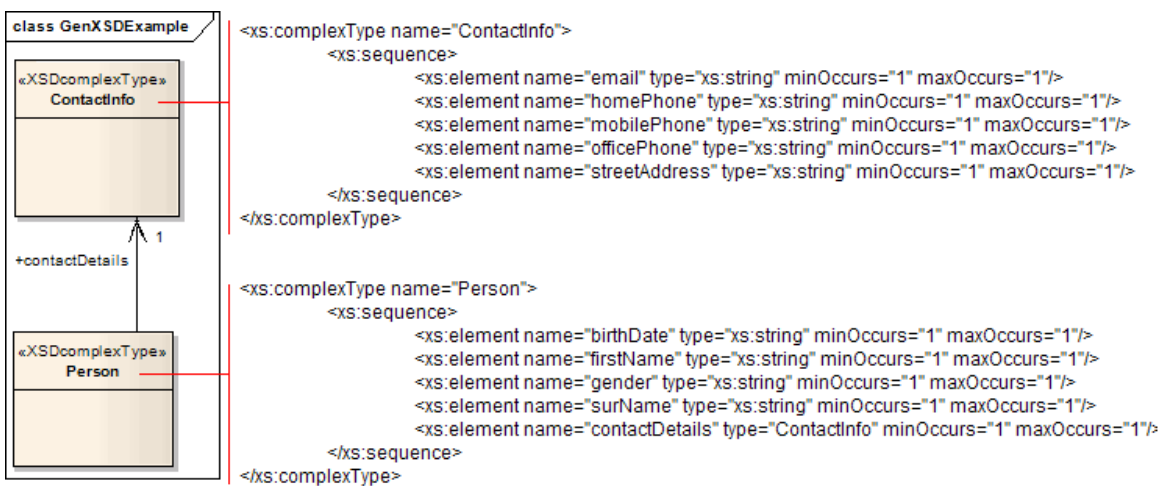 class GenXSDExample
«XSDcomplexType»
ContactInfo
1
+contactDetails
«XSDcomplexType»
Person
<xs:complexType name="ContactInfo">
<xs:sequence>
<xs:element name="email" type="xs:string" minOccurs="1" maxOccurs="1"/>
<xs:element name="homePhone" type="xs:string" minOccurs="1" maxOccurs="1"/>
<xs:element name="mobilePhone" type="xs:string" minOccurs="1" maxOccurs="1"/>
<xs:element name="officePhone" type="xs:string" minOccurs="1" maxOccurs="1"/>
<xs:element name="streetAddress" type="xs:string" minOccurs="1" maxOccurs="1"/>
</xs:sequence>
</xs:complexType>
<xs:complexType name="Person">
<xs:sequence>
<xs:element name="birthDate" type="xs:string" minOccurs="1" maxOccurs="1"/>
<xs:element name="firstName" type="xs:string" minOccurs="1" maxOccurs="1"/>
<xs:element name="gender" type="xs:string" minOccurs="1" maxOccurs="1"/>
<xs:element name="surName" type="xs:string" minOccurs="1" maxOccurs="1"/>
<xs:element name="contactDetails" type="ContactInfo" minOccurs="1" maxOccurs="1"/>
</xs:sequence>
</xs:complexType>